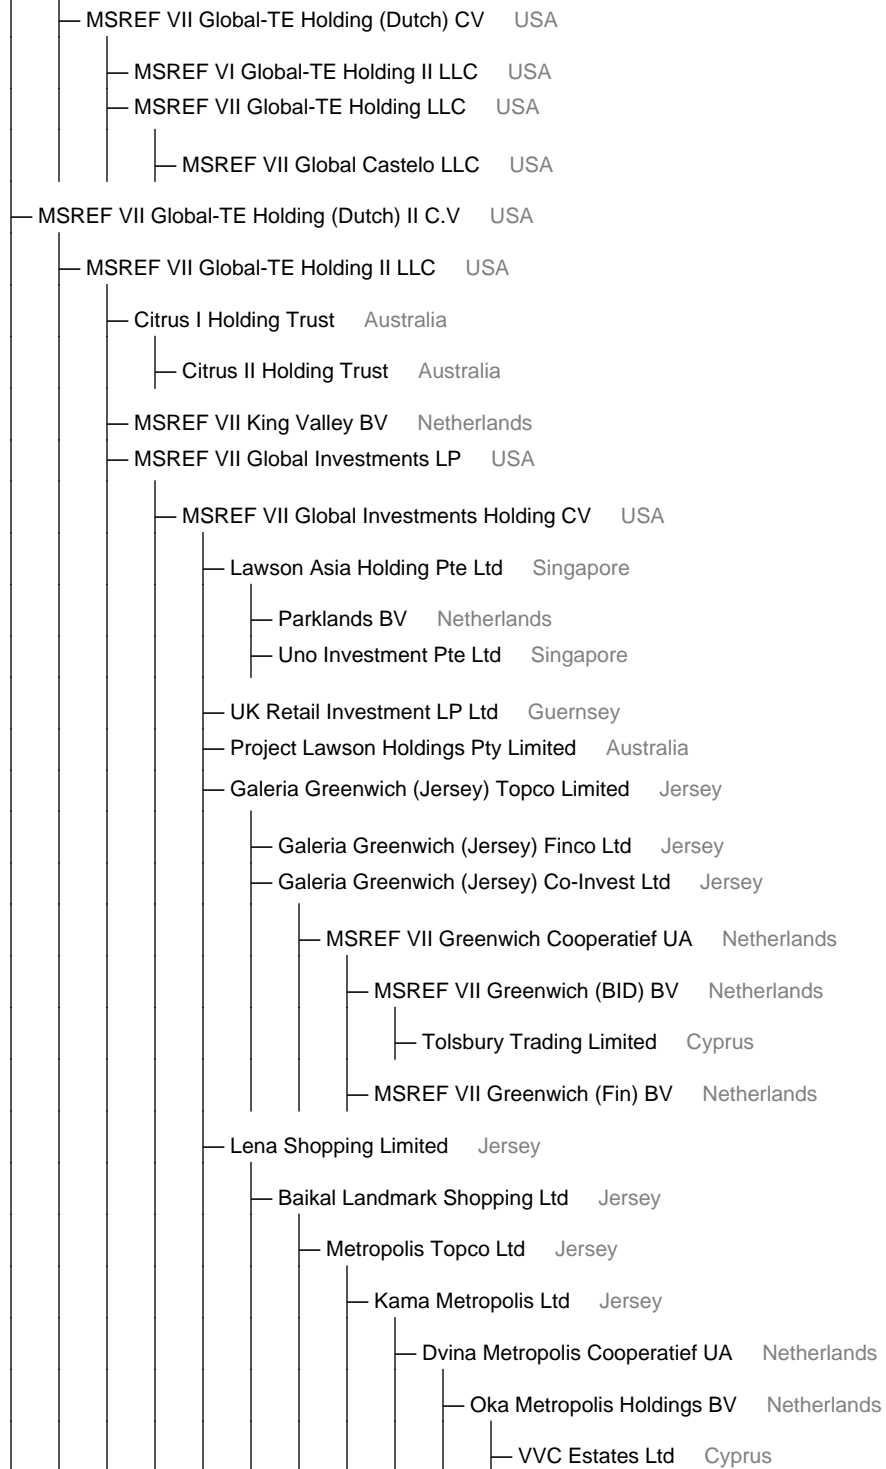 MSREF VII Global-TE Holding (Dutch) CV USA
MSREF VI Global-TE Holding II LLC USA
MSREF VII Global-TE Holding LLC USA
MSREF VII Global Castelo LLC USA
MSREF VII Global-TE Holding (Dutch) II C.V USA
MSREF VII Global-TE Holding II LLC USA
Citrus I Holding Trust Australia
Citrus II Holding Trust Australia
MSREF VII King Valley BV Netherlands
MSREF VII Global Investments LP USA
MSREF VII Global Investments Holding CV USA
Lawson Asia Holding Pte Ltd Singapore
Parklands BV Netherlands
Uno Investment Pte Ltd Singapore
UK Retail Investment LP Ltd Guernsey
Project Lawson Holdings Pty Limited Australia
Galeria Greenwich (Jersey) Topco Limited Jersey
Galeria Greenwich (Jersey) Finco Ltd Jersey
Galeria Greenwich (Jersey) Co-Invest Ltd Jersey
MSREF VII Greenwich Cooperatief UA Netherlands
MSREF VII Greenwich (BID) BV Netherlands
Tolsbury Trading Limited Cyprus
MSREF VII Greenwich (Fin) BV Netherlands
Lena Shopping Limited Jersey
Baikal Landmark Shopping Ltd Jersey
Metropolis Topco Ltd Jersey
Kama Metropolis Ltd Jersey
Dvina Metropolis Cooperatief UA Netherlands
Oka Metropolis Holdings BV Netherlands
VVC Estates Ltd Cyprus